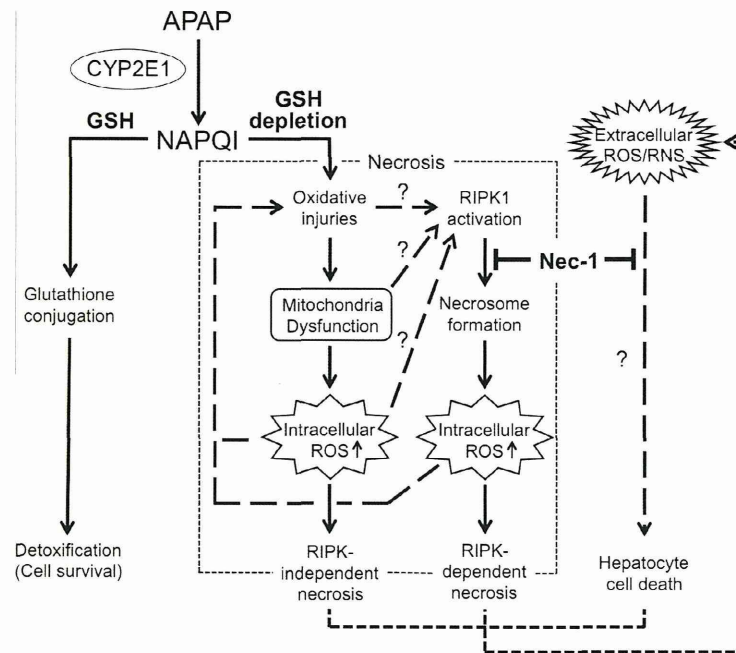 APAP
CYP2E1
GSH
NAPQI
GSH
depletion
Necrosis
Extracellular
ROS/RNS
Oxidative
injuries
?
RIPK1
activation
?
Nec-1
Glutathione
conjugation
Mitochondria
Dysfunction
Necrosome
formation
?
?
Intracellular
ROS↑
Intracellular
ROS↑
Detoxification
(Cell survival)
RIPK-
independent
necrosis
RIPK-
dependent
necrosis
Hepatocyte
cell death